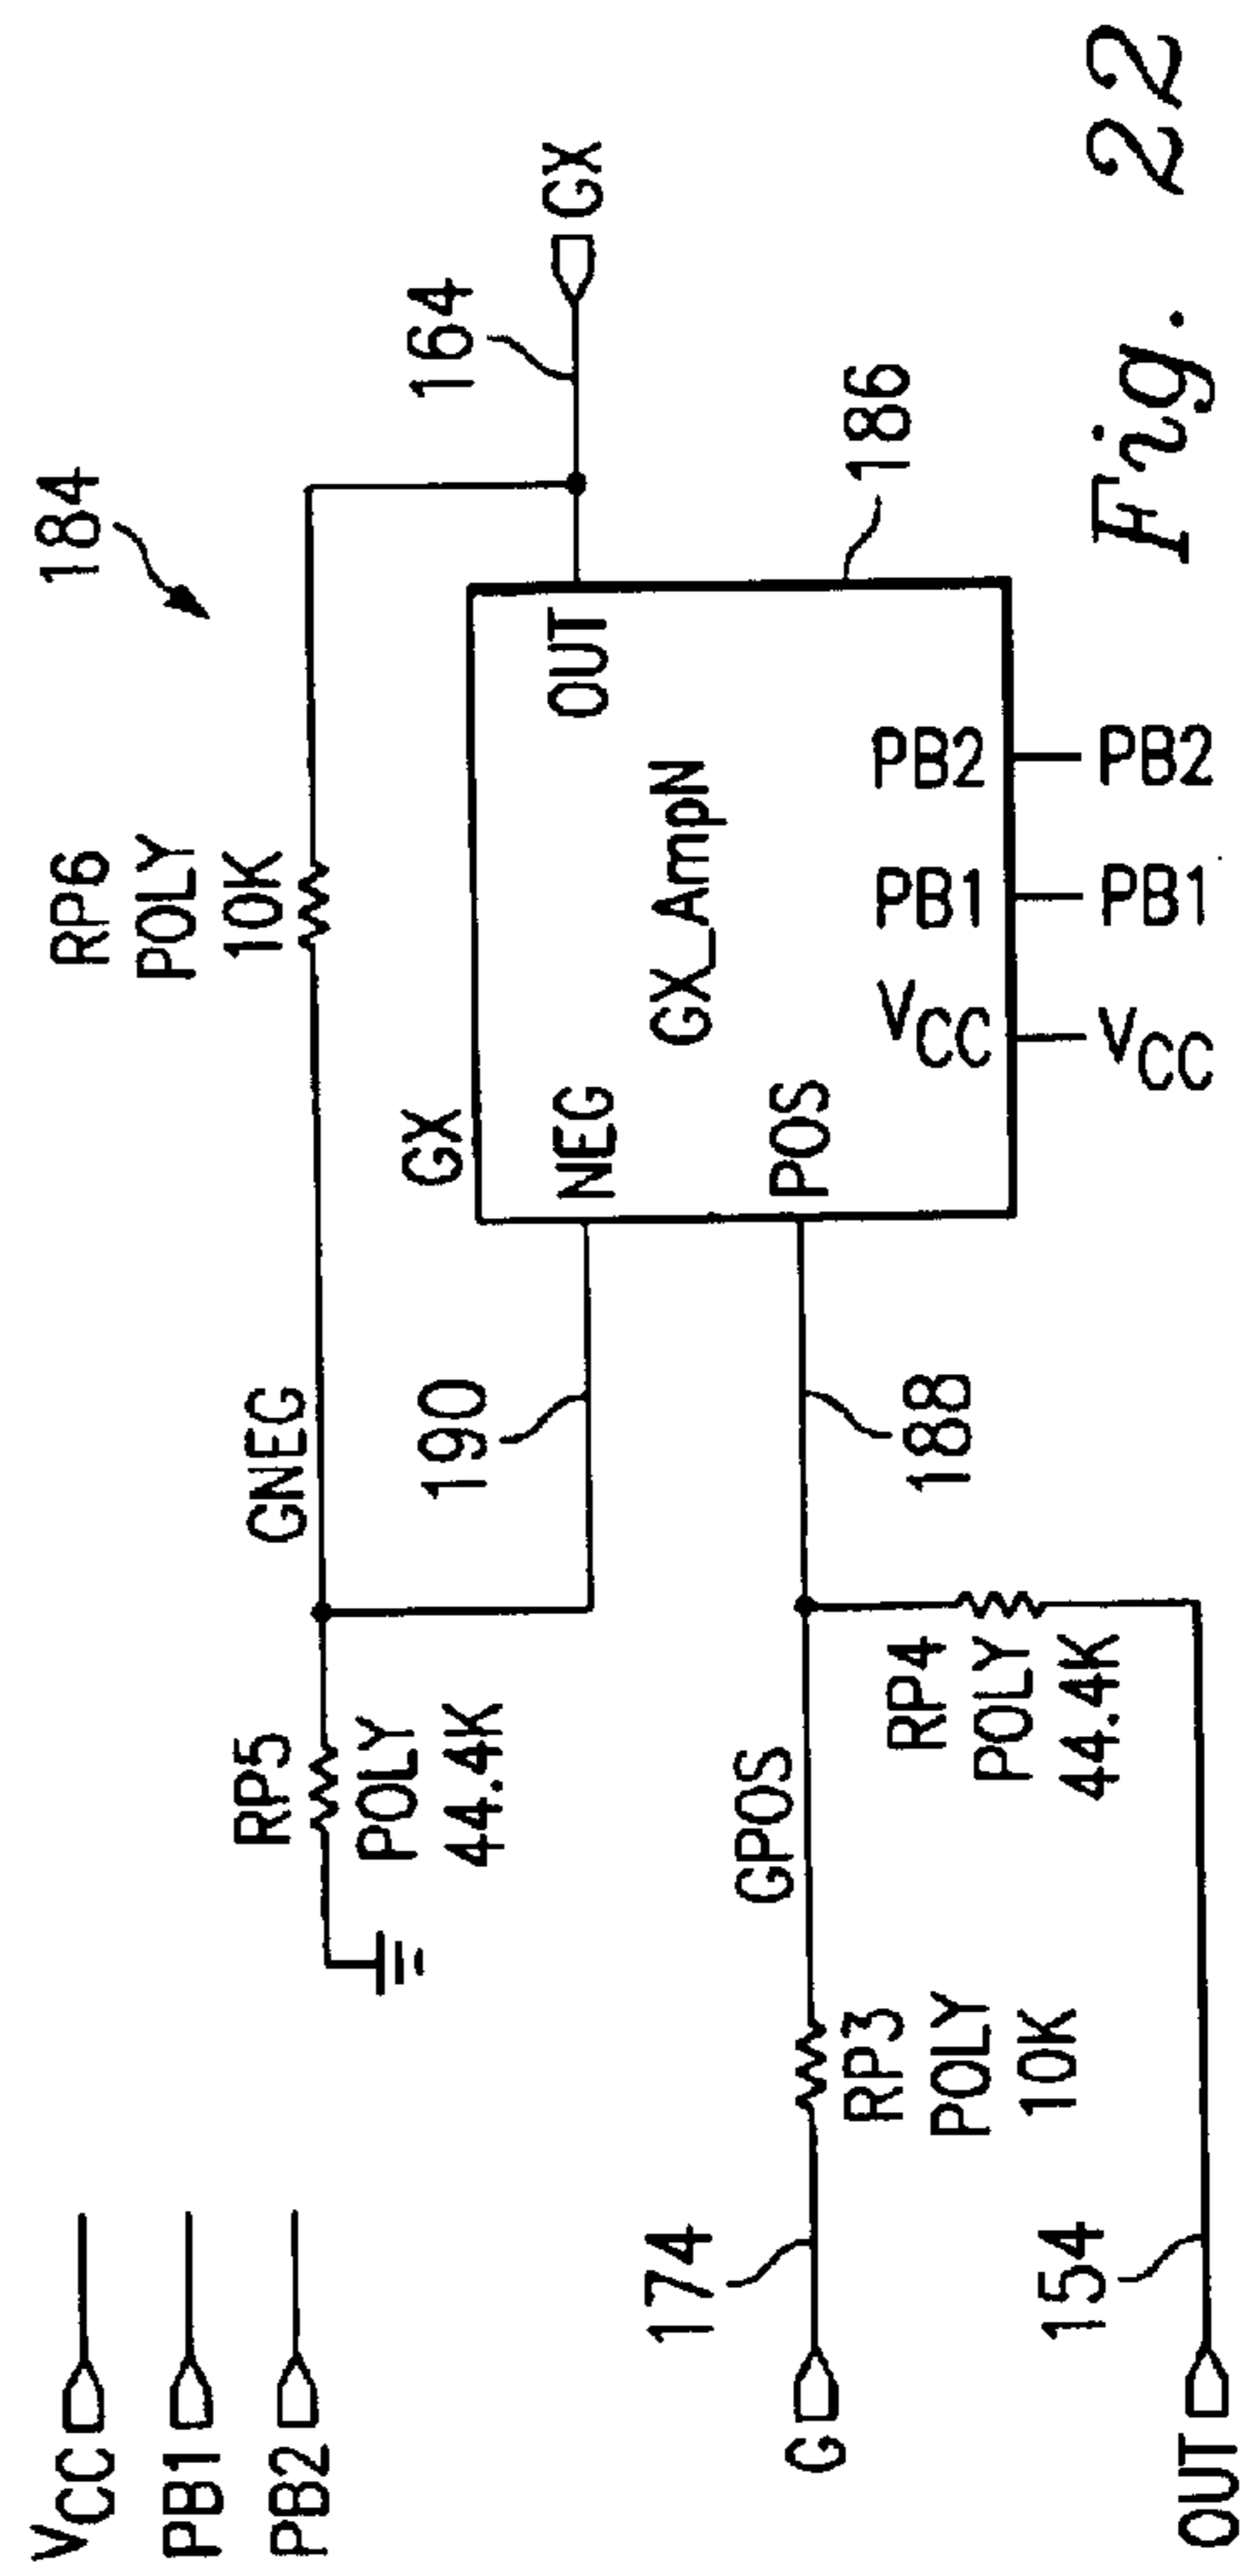 184
RP6
POLY
10K
164
GX
GNEG
GX
190
NEG
OUT
GX_AmpN
POS
186
VCC
PB1
PB2
VCC
PB1
PB2
VCC
PB1
PB2
RP5
POLY
44.4K
188
GPOS
174
G
RP3
POLY
10K
RP4
POLY
44.4K
154
OUT
Fig. 22